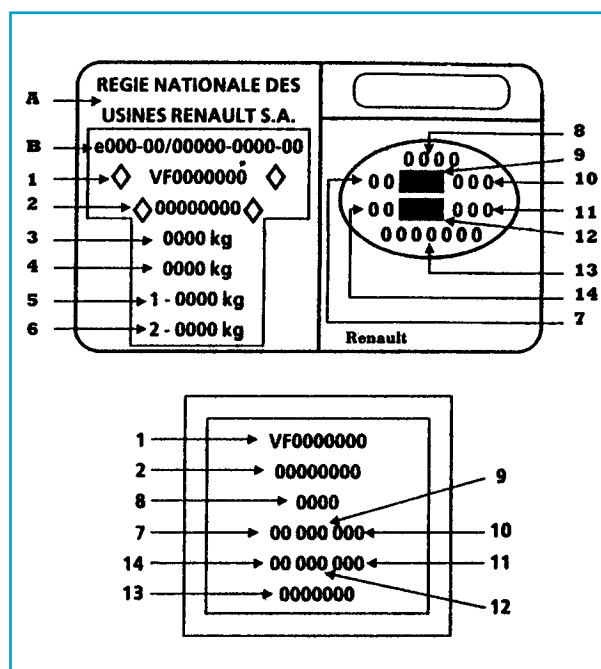 REGIE NATIONALE DES
A
USINES RENAULT S.A.
B e000-00/00000-0000-00
1 VF0000000
2 00000000
3 0000 kg
4 0000 kg
5 1 - 0000 kg
6 2 - 0000 kg
8
0000
9
00 000 10
00 000 11
12
0000000
13
14
7
Renault
1 VF0000000
2 00000000
9
8 0000
7 00 000 000 10
14 00 000 000 11
13 0000000
12